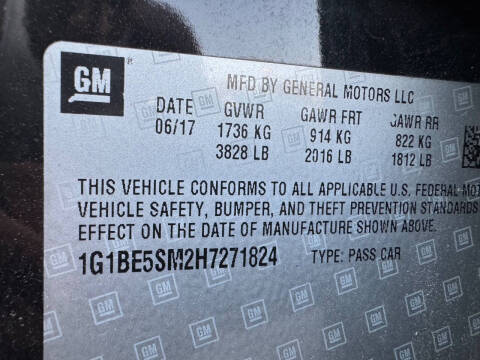 GM ®
MFD BY GENERAL MOTORS LLC
DATE GVWR GAWR FRT GAWR RR
06/17 1736 KG 914 KG 822 KG
3828 LB 2016 LB 1812 LB
THIS VEHICLE CONFORMS TO ALL APPLICABLE U.S. FEDERAL MOT
VEHICLE SAFETY, BUMPER, AND THEFT PREVENTION STANDARDS
EFFECT ON THE DATE OF MANUFACTURE SHOWN ABOVE.
1G1BE5SM2H7271824 TYPE: PASS CAR